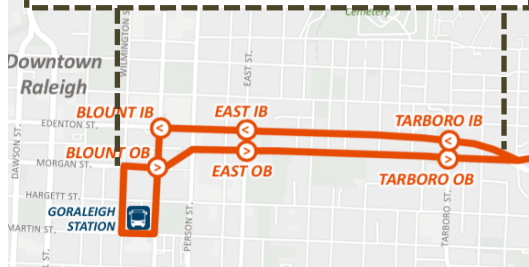 Cemetery
WILMINGTON S
Downtown
Raleigh
EAST ST.
BLOUNT IB
EAST IB
TARBORO IB
EDENTON ST.
BLOUNT OB
MORGAN ST.
EAST OB
TARBORO OB
DAWSON ST.
HARGETT ST.
GORALEIGH
STATION
MARTIN ST.
PERSON ST.
TARBORO ST.